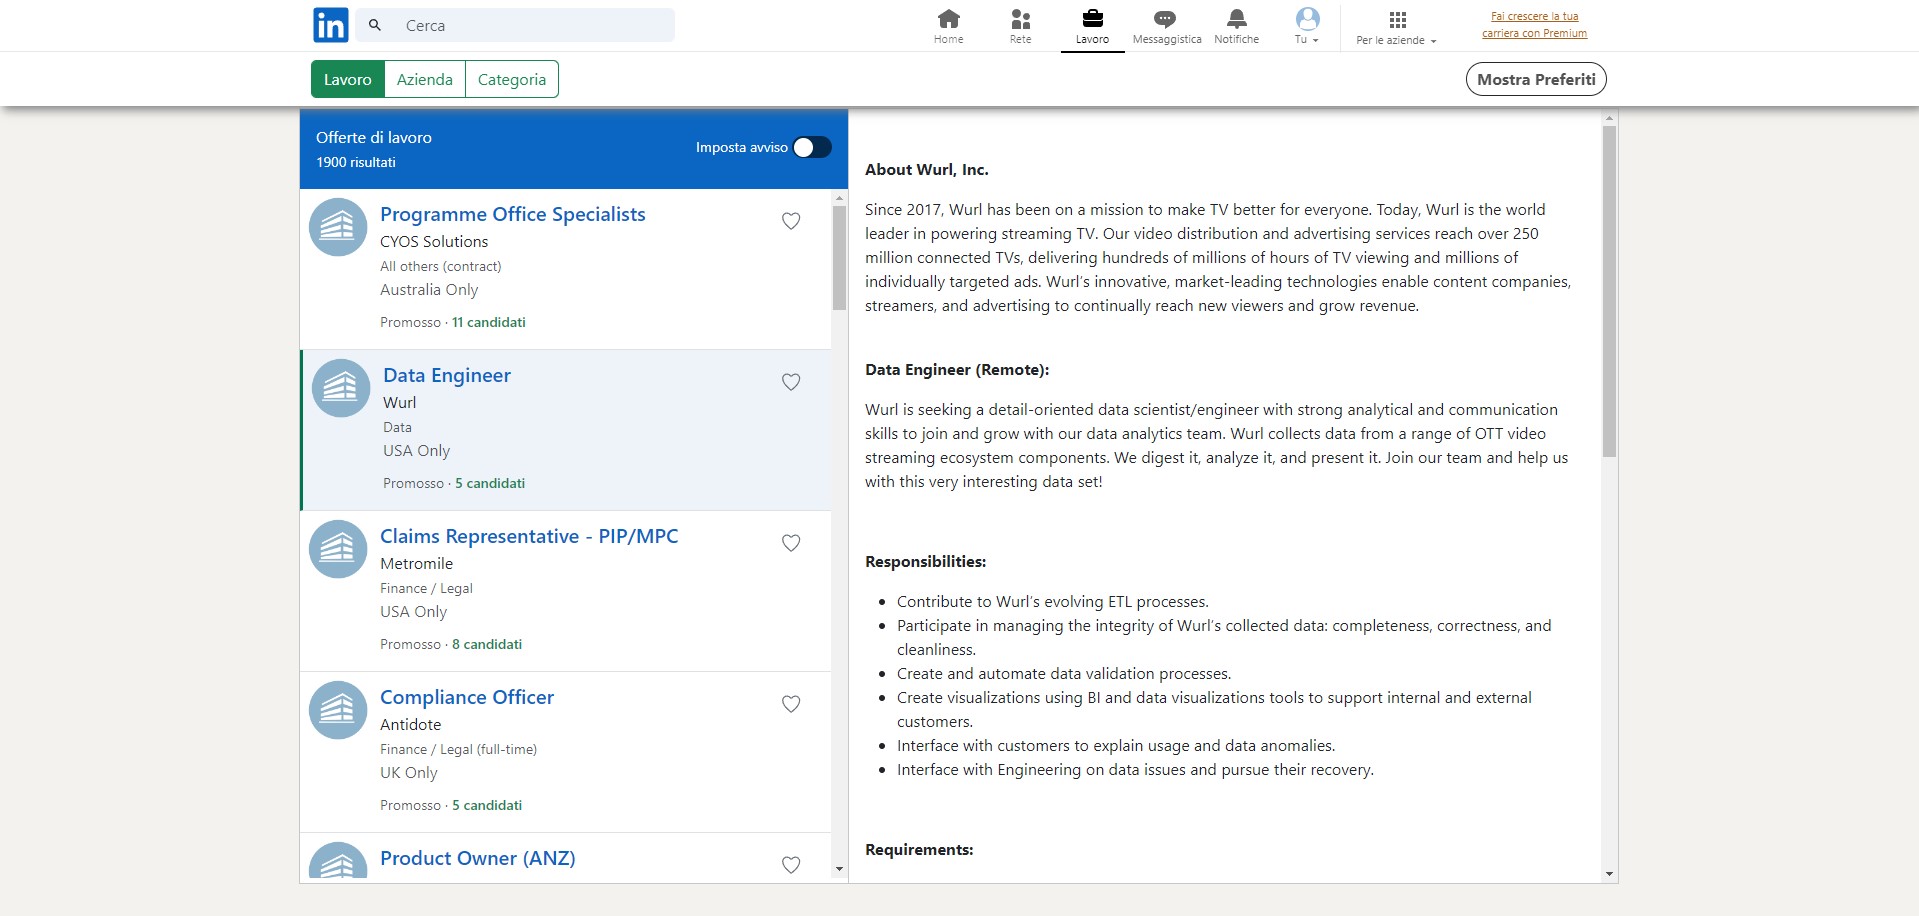 in
Cerca
Home
Rete
Lavoro
Messaggistica
Notifiche
Tu
Per le aziende
Fai crescere la tua
carriera con Premium
Lavoro
Azienda
Categoria
Mostra Preferiti
Offerte di lavoro
1900 risultati
Imposta avviso
Programme Office Specialists
CYOS Solutions
All others (contract)
Australia Only
Promosso · 11 candidati
Data Engineer
Wurl
Data
USA Only
Promosso · 5 candidati
Claims Representative - PIP/MPC
Metromile
Finance / Legal
USA Only
Promosso · 8 candidati
Compliance Officer
Antidote
Finance / Legal (full-time)
UK Only
Promosso · 5 candidati
Product Owner (ANZ)
About Wurl, Inc.
Since 2017, Wurl has been on a mission to make TV better for everyone. Today, Wurl is the world
leader in powering streaming TV. Our video distribution and advertising services reach over 250
million connected TVs, delivering hundreds of millions of hours of TV viewing and millions of
individually targeted ads. Wurl's innovative, market-leading technologies enable content companies,
streamers, and advertising to continually reach new viewers and grow revenue.
Data Engineer (Remote):
Wurl is seeking a detail-oriented data scientist/engineer with strong analytical and communication
skills to join and grow with our data analytics team. Wurl collects data from a range of OTT video
streaming ecosystem components. We digest it, analyze it, and present it. Join our team and help us
with this very interesting data set!
Responsibilities:
• Contribute to Wurl's evolving ETL processes.
• Participate in managing the integrity of Wurl's collected data: completeness, correctness, and
cleanliness.
• Create and automate data validation processes.
• Create visualizations using BI and data visualizations tools to support internal and external
customers.
• Interface with customers to explain usage and data anomalies.
• Interface with Engineering on data issues and pursue their recovery.
Requirements: